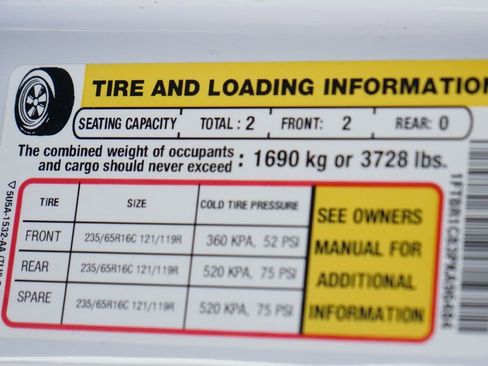 TIRE AND LOADING INFORMATION
SEATING CAPACITY TOTAL: 2 FRONT: 2 REAR: 0
The combined weight of occupants
and cargo should never exceed : 1690 kg or 3728 lbs.
TIRE SIZE COLD TIRE PRESSURE
FRONT 235/65R16C 121/119R 360 KPA, 52 PSI
REAR 235/65R16C 121/119R 520 KPA, 75 PSI
SPARE 235/65R16C 121/119R 520 KPA, 75 PSI
SEE OWNERS
MANUAL FOR
ADDITIONAL
INFORMATION
5U5A-1532-AA